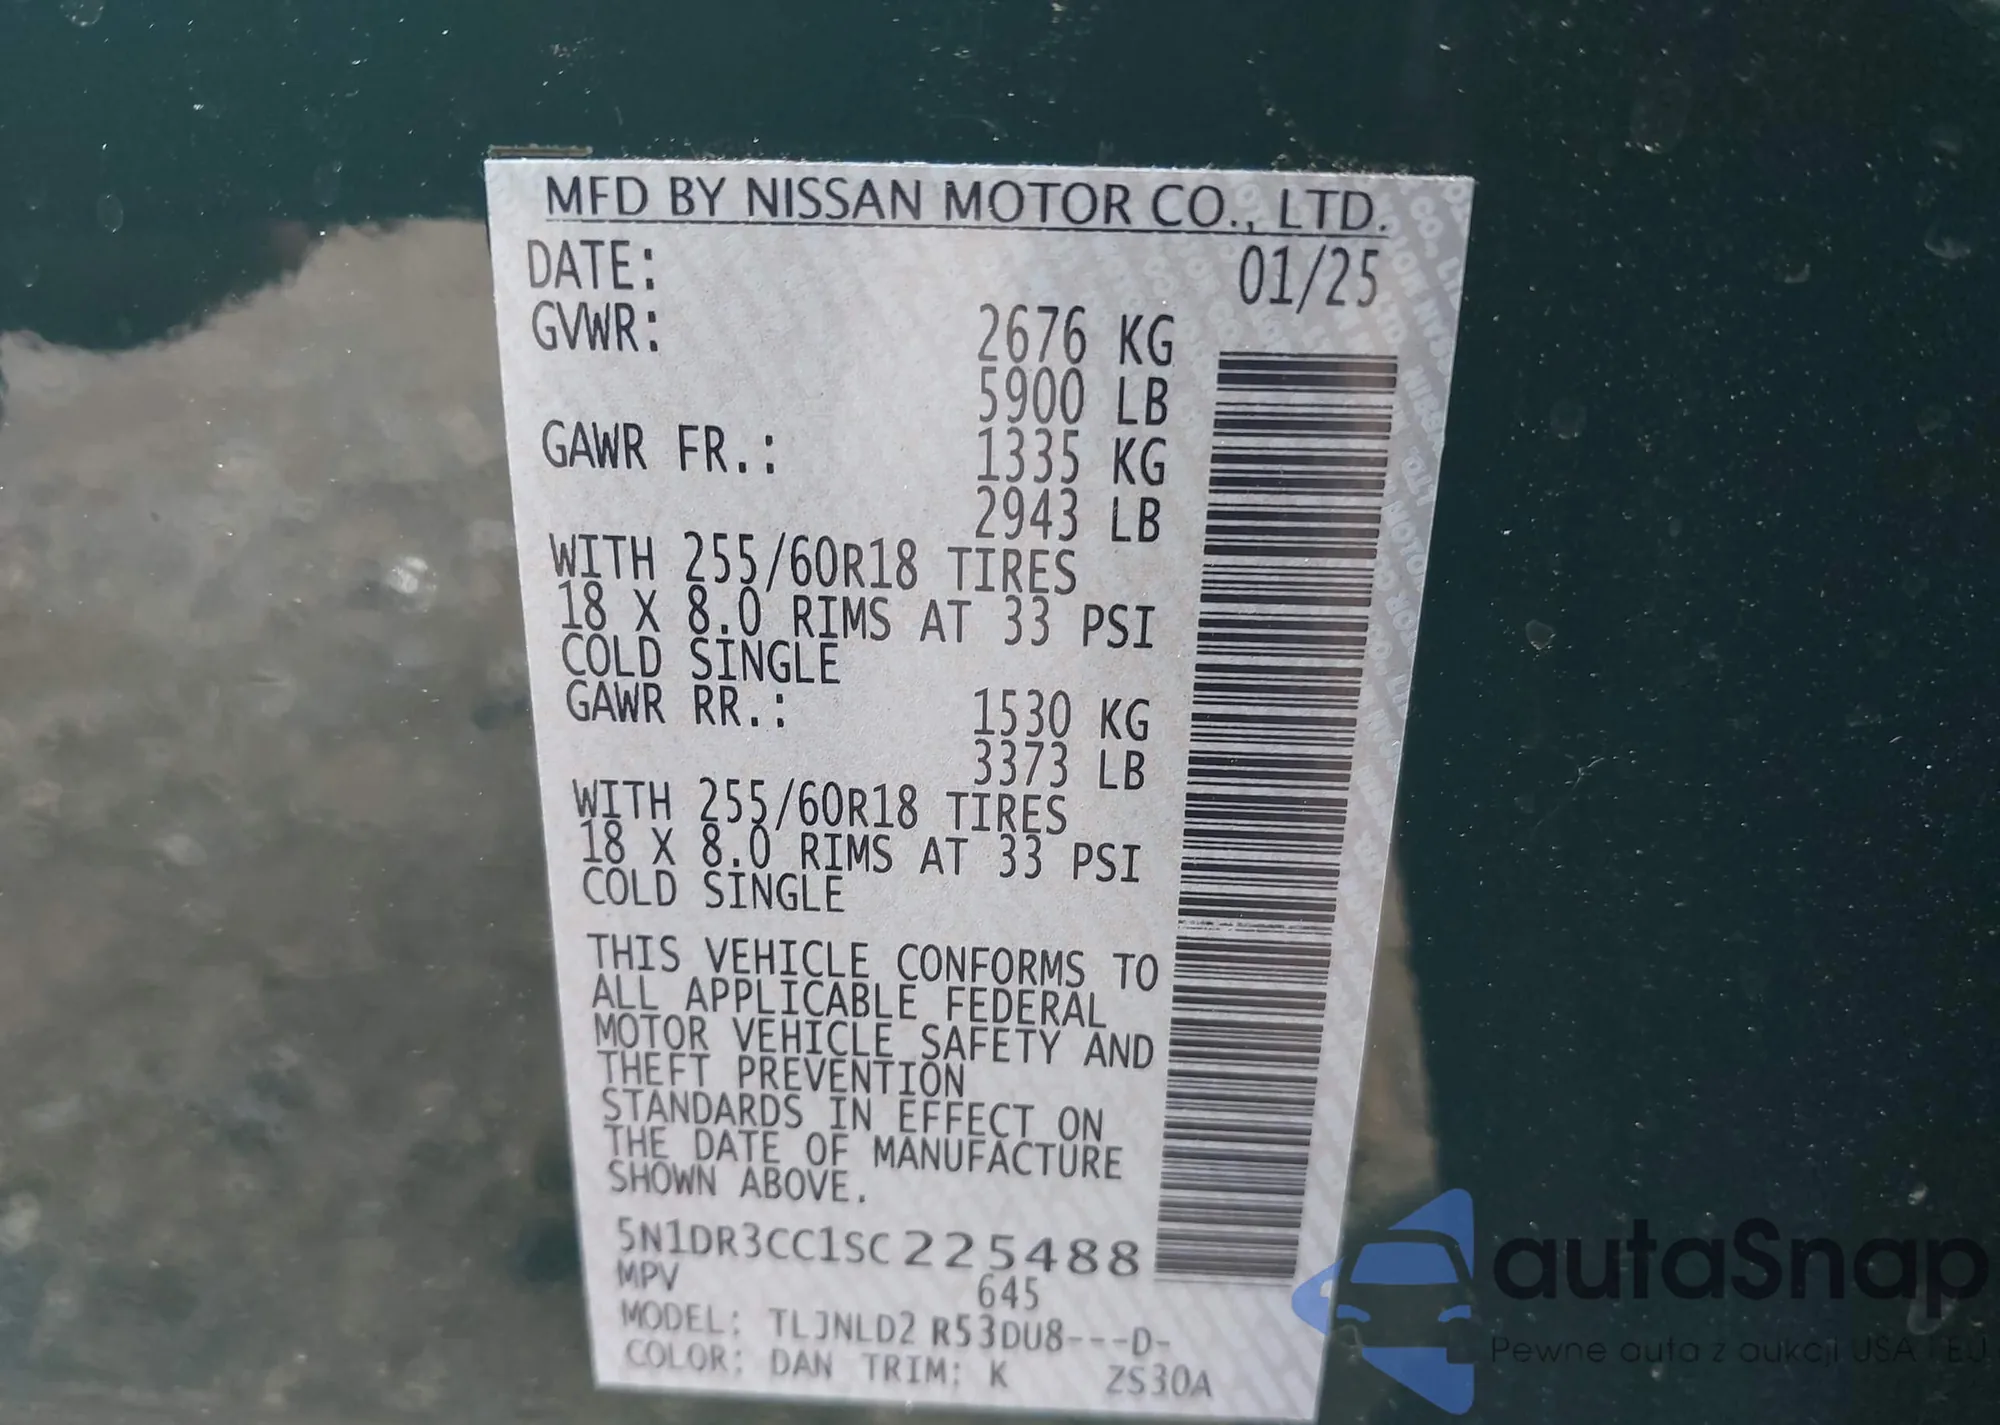 MFD BY NISSAN MOTOR CO., LTD.
DATE: 01/25
GVWR: 2676 KG
5900 LB
GAWR FR.: 1335 KG
2943 LB
WITH 255/60R18 TIRES
18 X 8.0 RIMS AT 33 PSI
COLD SINGLE
GAWR RR.: 1530 KG
3373 LB
WITH 255/60R18 TIRES
18 X 8.0 RIMS AT 33 PSI
COLD SINGLE
THIS VEHICLE CONFORMS TO
ALL APPLICABLE FEDERAL
MOTOR VEHICLE SAFETY AND
THEFT PREVENTION
STANDARDS IN EFFECT ON
THE DATE OF MANUFACTURE
SHOWN ABOVE.
5N1DR3CC1SC225488
MPV 645
MODEL: TLJNLD2 R53DU8---D-
COLOR: DAN TRIM: K ZS30A
autaSnap
Pewne auta z aukcji USA i EU